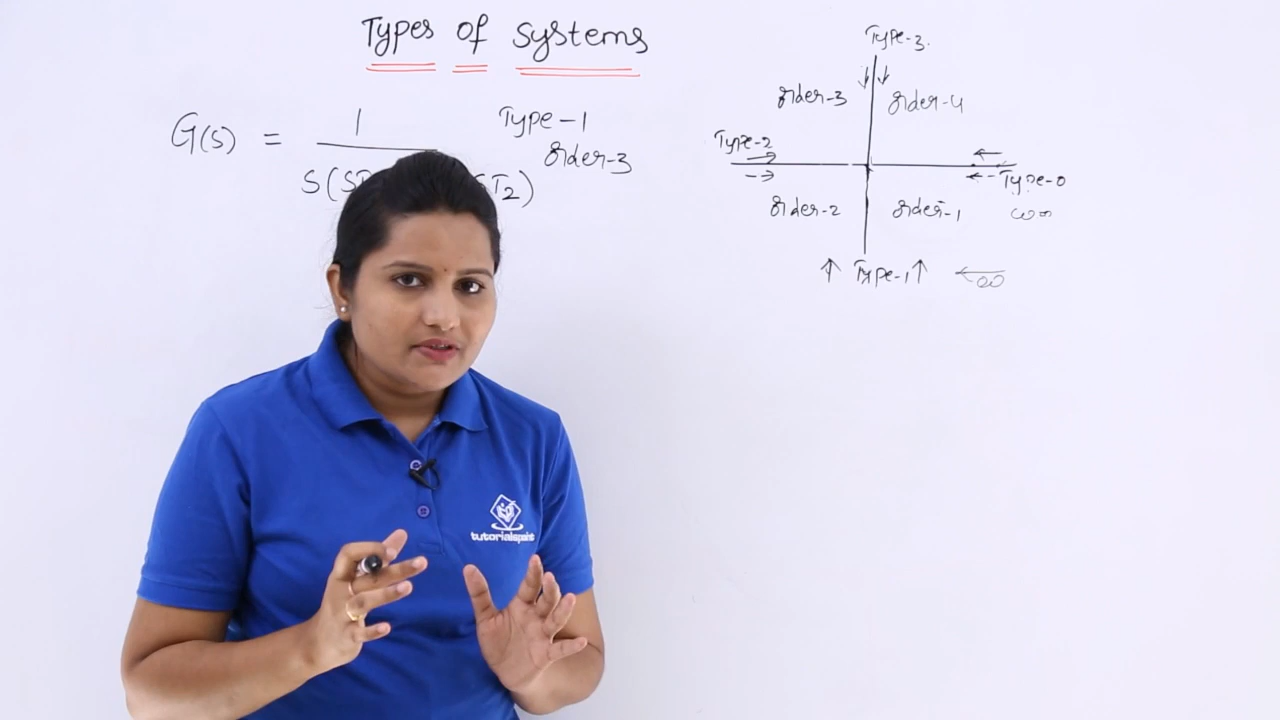 Types of Systems
G(s) = 1
S(ST2)
Type-1
Order-3
Type-3.
Order-3 Order-4
Type-2
Type-0
Order-2 Order-1 ω=∞
Type-1
tutorialspoint